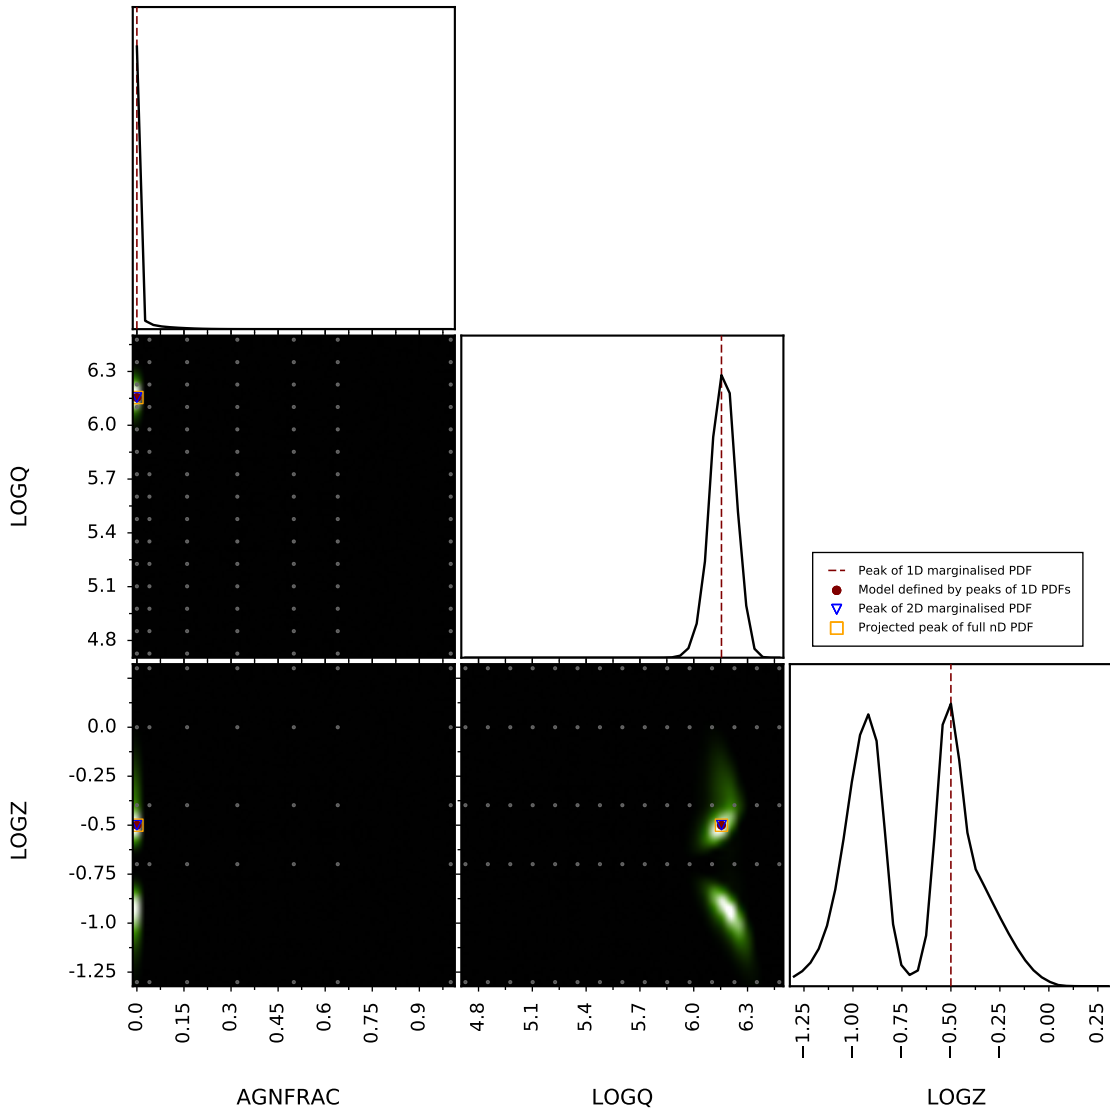 6.3
6.0
5.7
5.4
5.1
4.8
LOGQ
Peak of 1D marginalised PDF
Model defined by peaks of 1D PDFs
Peak of 2D marginalised PDF
Projected peak of full nD PDF
0.0
-0.25
-0.5
-0.75
-1.0
-1.25
LOGZ
0.0 0.15 0.3 0.45 0.6 0.75 0.9
4.8 5.1 5.4 5.7 6.0 6.3
−1.25 −1.00 −0.75 −0.50 −0.25 0.00 0.25
AGNFRAC LOGQ LOGZ